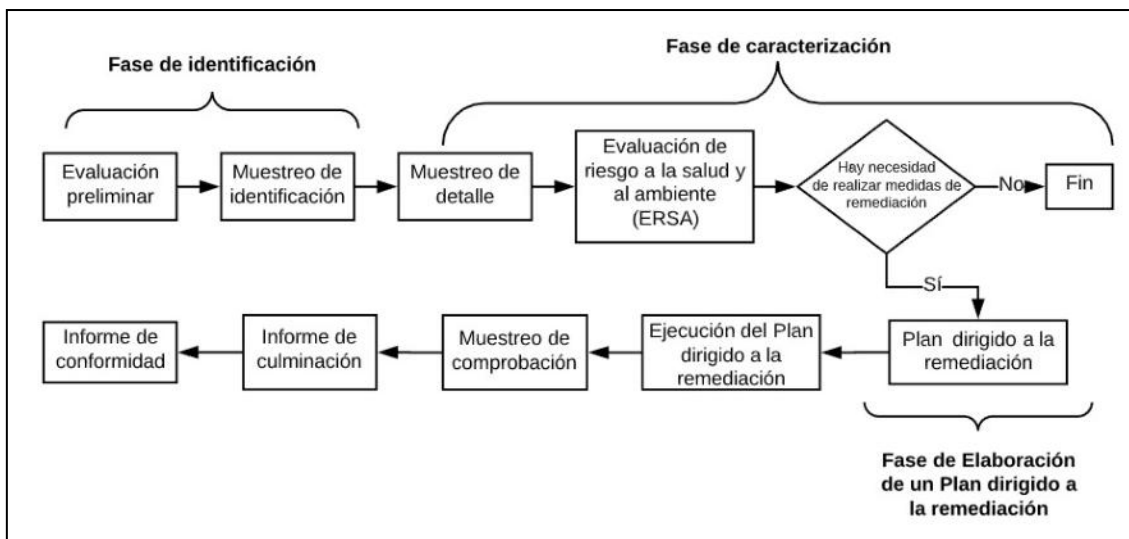 Fase de identificación
Fase de caracterización
Evaluación
preliminar
Muestreo de
identificación
Muestreo de
detalle
Evaluación de
riesgo a la salud y
al ambiente
(ERSA)
Hay necesidad
de realizar medidas de
remediación
No
Fin
Sí
Informe de
conformidad
Informe de
culminación
Muestreo de
comprobación
Ejecución del Plan
dirigido a la
remediación
Plan dirigido a la
remediación
Fase de Elaboración
de un Plan dirigido a
la remediación